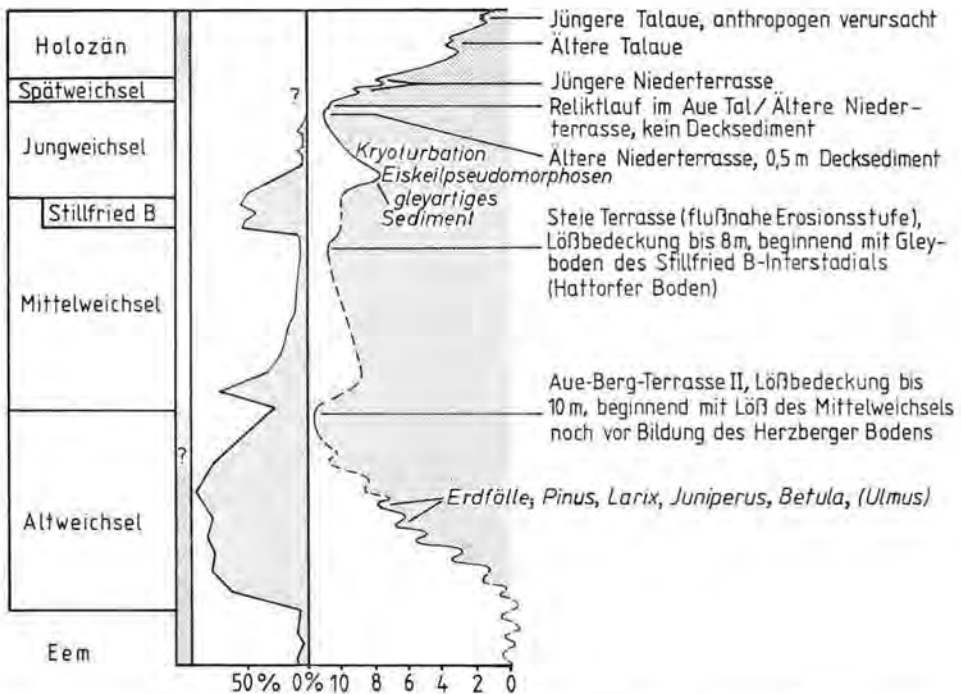 Holozän
Spätweichsel
Jungweichsel
Stillfried B
Mittelweichsel
Altweichsel
Eem
?
?
Kryoturbation
Eiskeilpseudomorphosen
gleyartiges
Sediment
Jüngere Talaue, anthropogen verursacht
Ältere Talaue
Jüngere Niederterrasse
Reliktlauf im Aue Tal/Ältere Nieder-
terrasse, kein Decksediment
Ältere Niederterrasse, 0,5 m Decksediment
Steie Terrasse (flußnahe Erosionsstufe),
Lößbedeckung bis 8m, beginnend mit Gley-
boden des Stillfried B-Interstadials
(Hattorfer Boden)
Aue-Berg-Terrasse II, Lößbedeckung bis
10 m, beginnend mit Löß des Mittelweichsels
noch vor Bildung des Herzberger Bodens
Erdfälle; Pinus, Larix, Juniperus, Betula, (Ulmus)
50% 0% 10 8 6 4 2 0